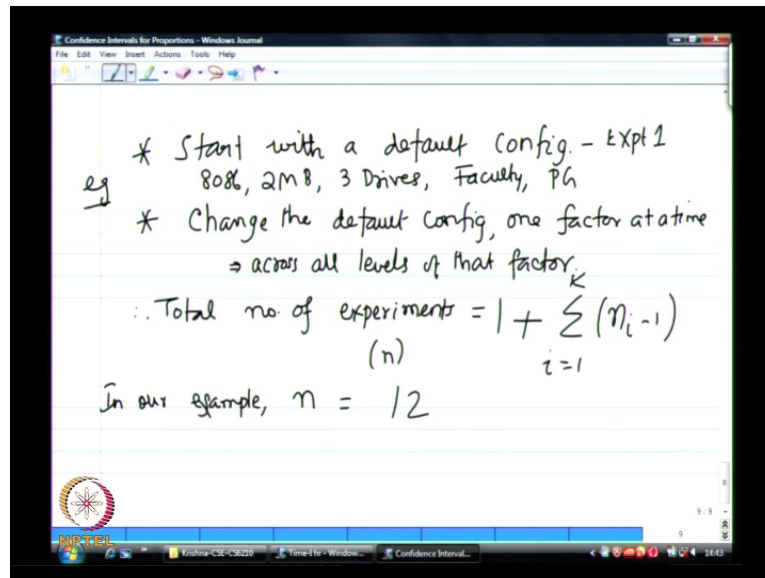 Confidence Intervals for Proportions - Windows Journal
File Edit View Insert Actions Tools Help
* Start with a default config. - Expt 1
eg 8086, 2MB, 3 Drives, Faculty, PG
* Change the default config, one factor at a time
⇒ across all levels of that factor.
∴ Total no. of experiments = 1 + K Σ i=1 (n_i - 1)
(n)
In our example, n = 12
9 / 9
9
NPTEL
Krishna-CSE-CS6210 Time-1hr - Window... Confidence Interval... 14:43